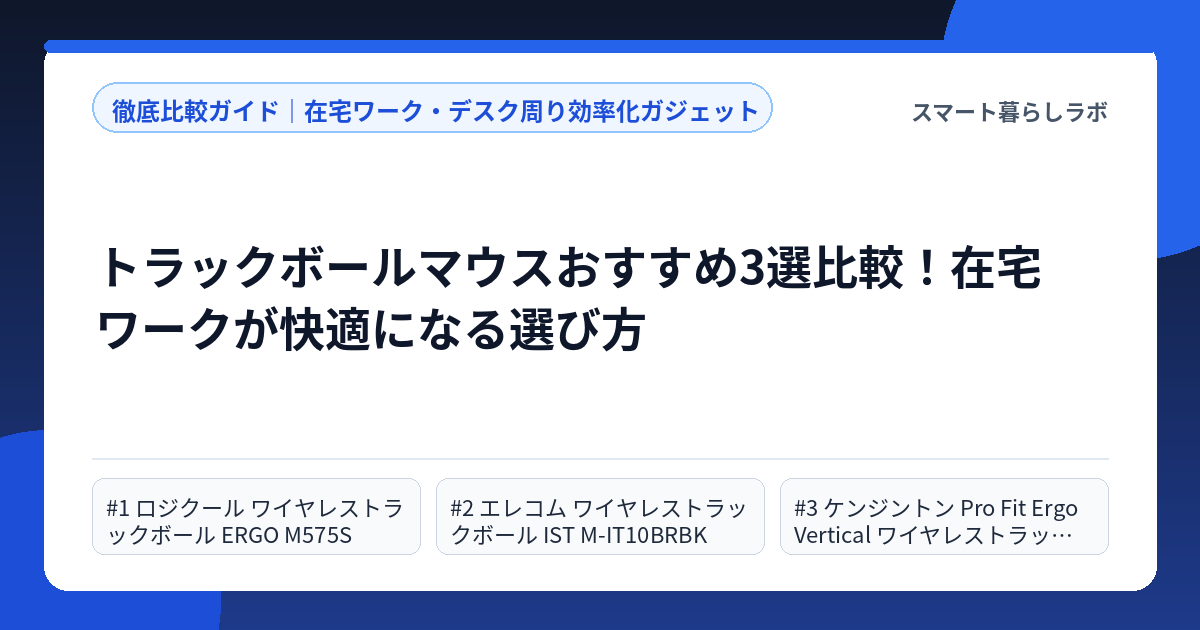 徹底比較ガイド｜在宅ワーク・デスク周り効率化ガジェット
スマート暮らしラボ
トラックボールマウスおすすめ3選比較！在宅
ワークが快適になる選び方
#1 ロジクール ワイヤレストラ
ックボール ERGO M575S
#2 エレコム ワイヤレストラッ
クボール IST M-IT10BRBK
#3 ケンジントン Pro Fit Ergo
Vertical ワイヤレストラッ…